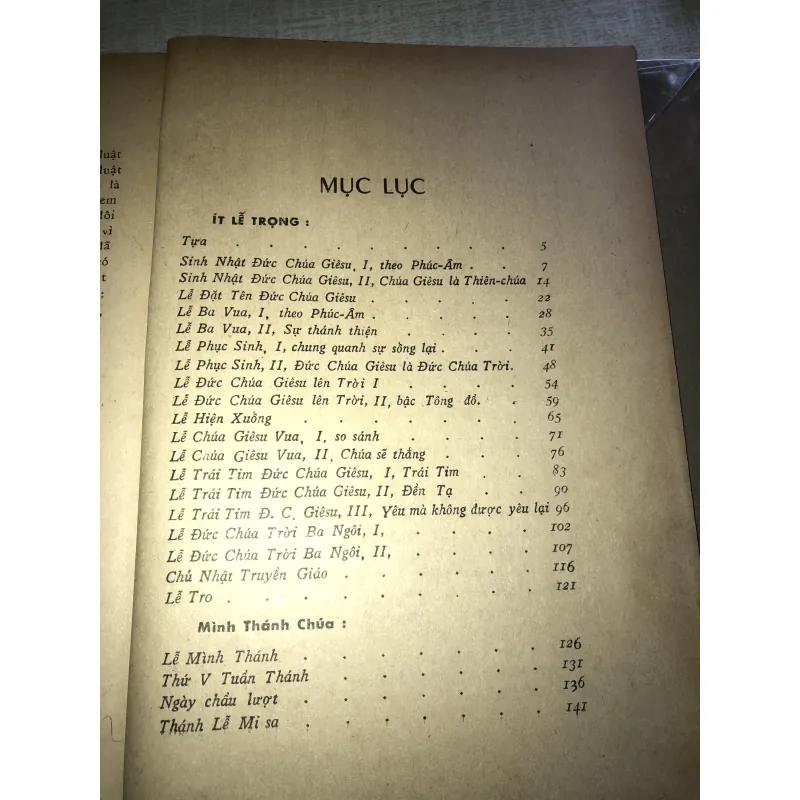 luật
luật
là
em
vì
MỤC LỤC
ÍT LỄ TRỌNG :
Tựa . . . . . . . . . 5
Sinh Nhật Đức Chúa Giêsu, I, theo Phúc-Âm . . . 7
Sinh Nhật Đức Chúa Giêsu, II, Chúa Giêsu là Thiên-chúa 14
Lễ Đặt Tên Đức Chúa Giêsu . . . . . 22
Lễ Ba Vua, I, theo Phúc-Âm . . . . . 28
Lễ Ba Vua, II, Sự thánh thiện . . . . 35
Lễ Phục Sinh, I, chung quanh sự sống lại . . . 41
Lễ Phục Sinh, II, Đức Chúa Giêsu là Đức Chúa Trời. 48
Lễ Đức Chúa Giêsu lên Trời I . . . . 54
Lễ Đức Chúa Giêsu lên Trời, II, bậc Tông đồ. . 59
Lễ Hiện Xuống . . . . . . . 65
Lễ Chúa Giêsu Vua, I, so sánh . . . . 71
Lễ Chúa Giêsu Vua, II, Chúa sẽ thắng . . . 76
Lễ Trái Tim Đức Chúa Giêsu, I, Trái Tim . . 83
Lễ Trái Tim Đức Chúa Giêsu, II, Đền Tạ . . 90
Lễ Trái Tim Đ. C. Giêsu, III, Yêu mà không được yêu lại 96
Lễ Đức Chúa Trời Ba Ngôi, I, . . . . 102
Lễ Đức Chúa Trời Ba Ngôi, II, . . . . 107
Chủ Nhật Truyền Giáo . . . . . . 116
Lễ Tro . . . . . . . . . 121
Mình Thánh Chúa :
Lễ Mình Thánh . . . . . . . 126
Thứ V Tuần Thánh . . . . . . 131
Ngày chầu lượt . . . . . . . 136
Thánh Lễ Mi sa . . . . . . . 141